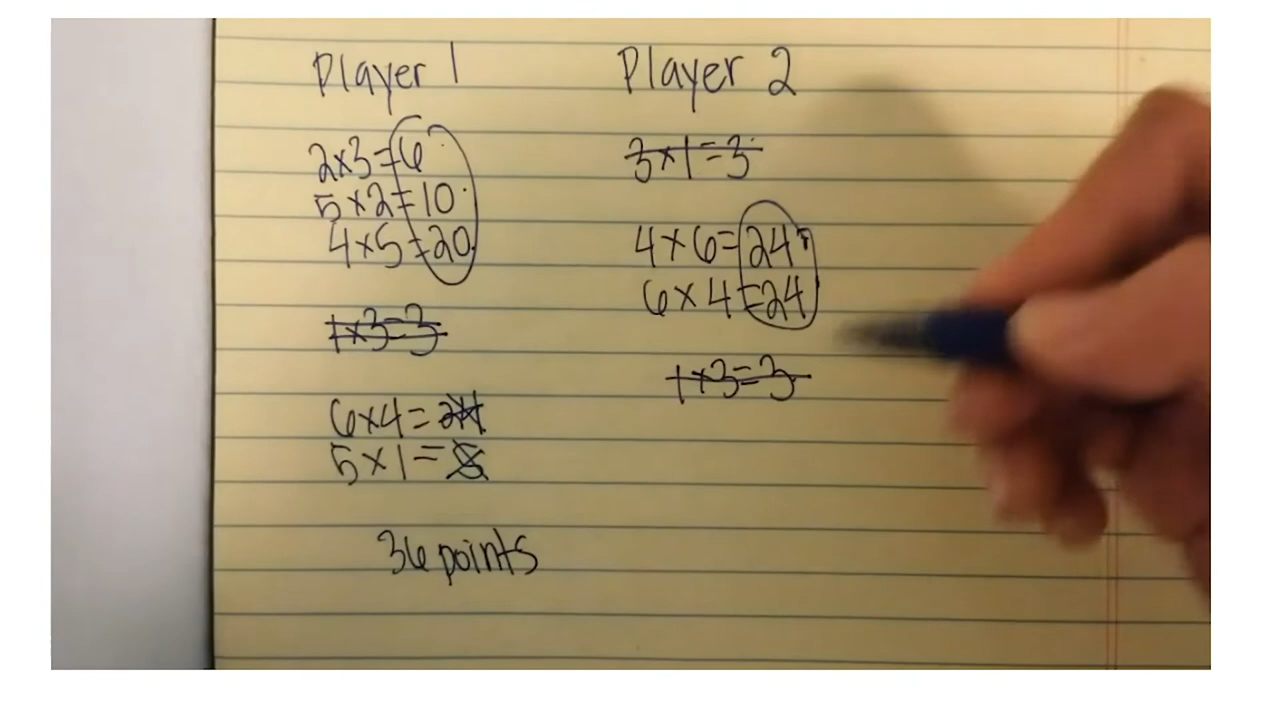 Player 1
2x3=6
5x2=10
4x5=20
1x3=3
6x4=24
5x1=5
36 points
Player 2
3x1=3
4x6=24
6x4=24
1x3=3